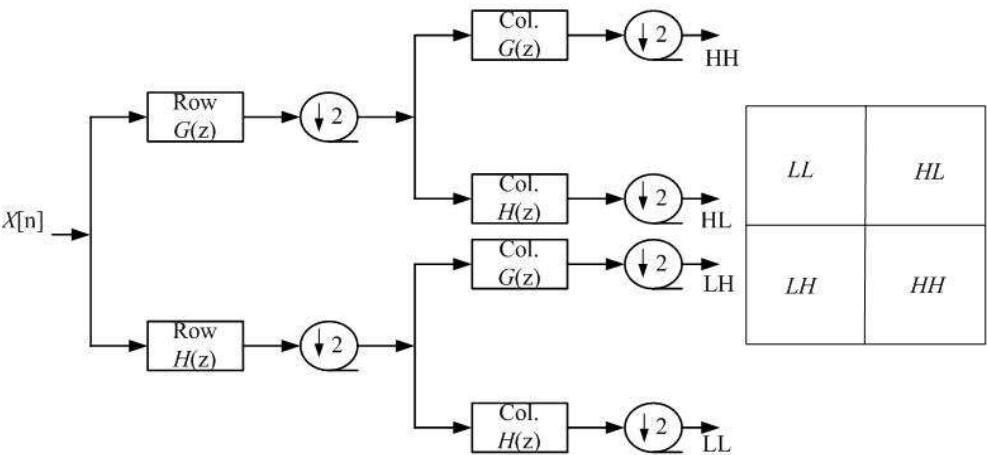 Col.
G(z)
↓ 2
HH
Row
G(z)
↓ 2
Col.
H(z)
↓ 2
HL
X[n]
Col.
G(z)
↓ 2
LH
Row
H(z)
↓ 2
Col.
H(z)
↓ 2
LL
LL HL
LH HH